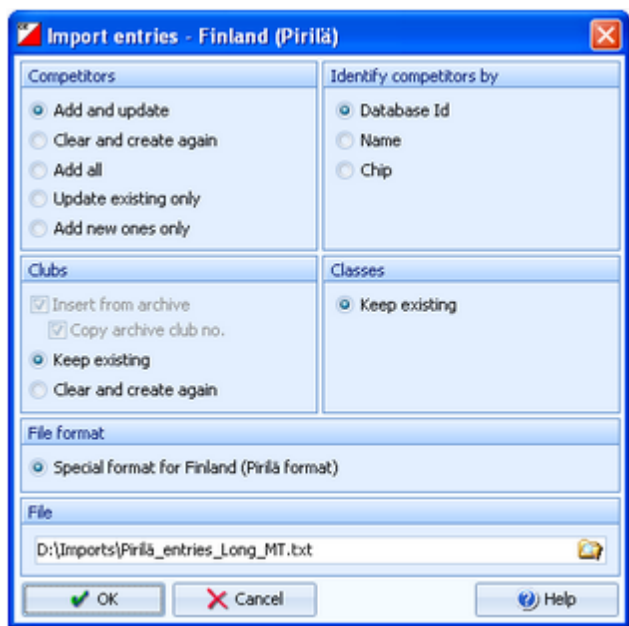 Import entries - Finland (Pirilä)
Competitors
Add and update
Clear and create again
Add all
Update existing only
Add new ones only
Identify competitors by
Database Id
Name
Chip
Clubs
Insert from archive
Copy archive club no.
Keep existing
Clear and create again
Classes
Keep existing
File format
Special format for Finland (Pirilä format)
File
D:\Imports\Pirilä_entries_Long_MT.txt
OK
Cancel
Help